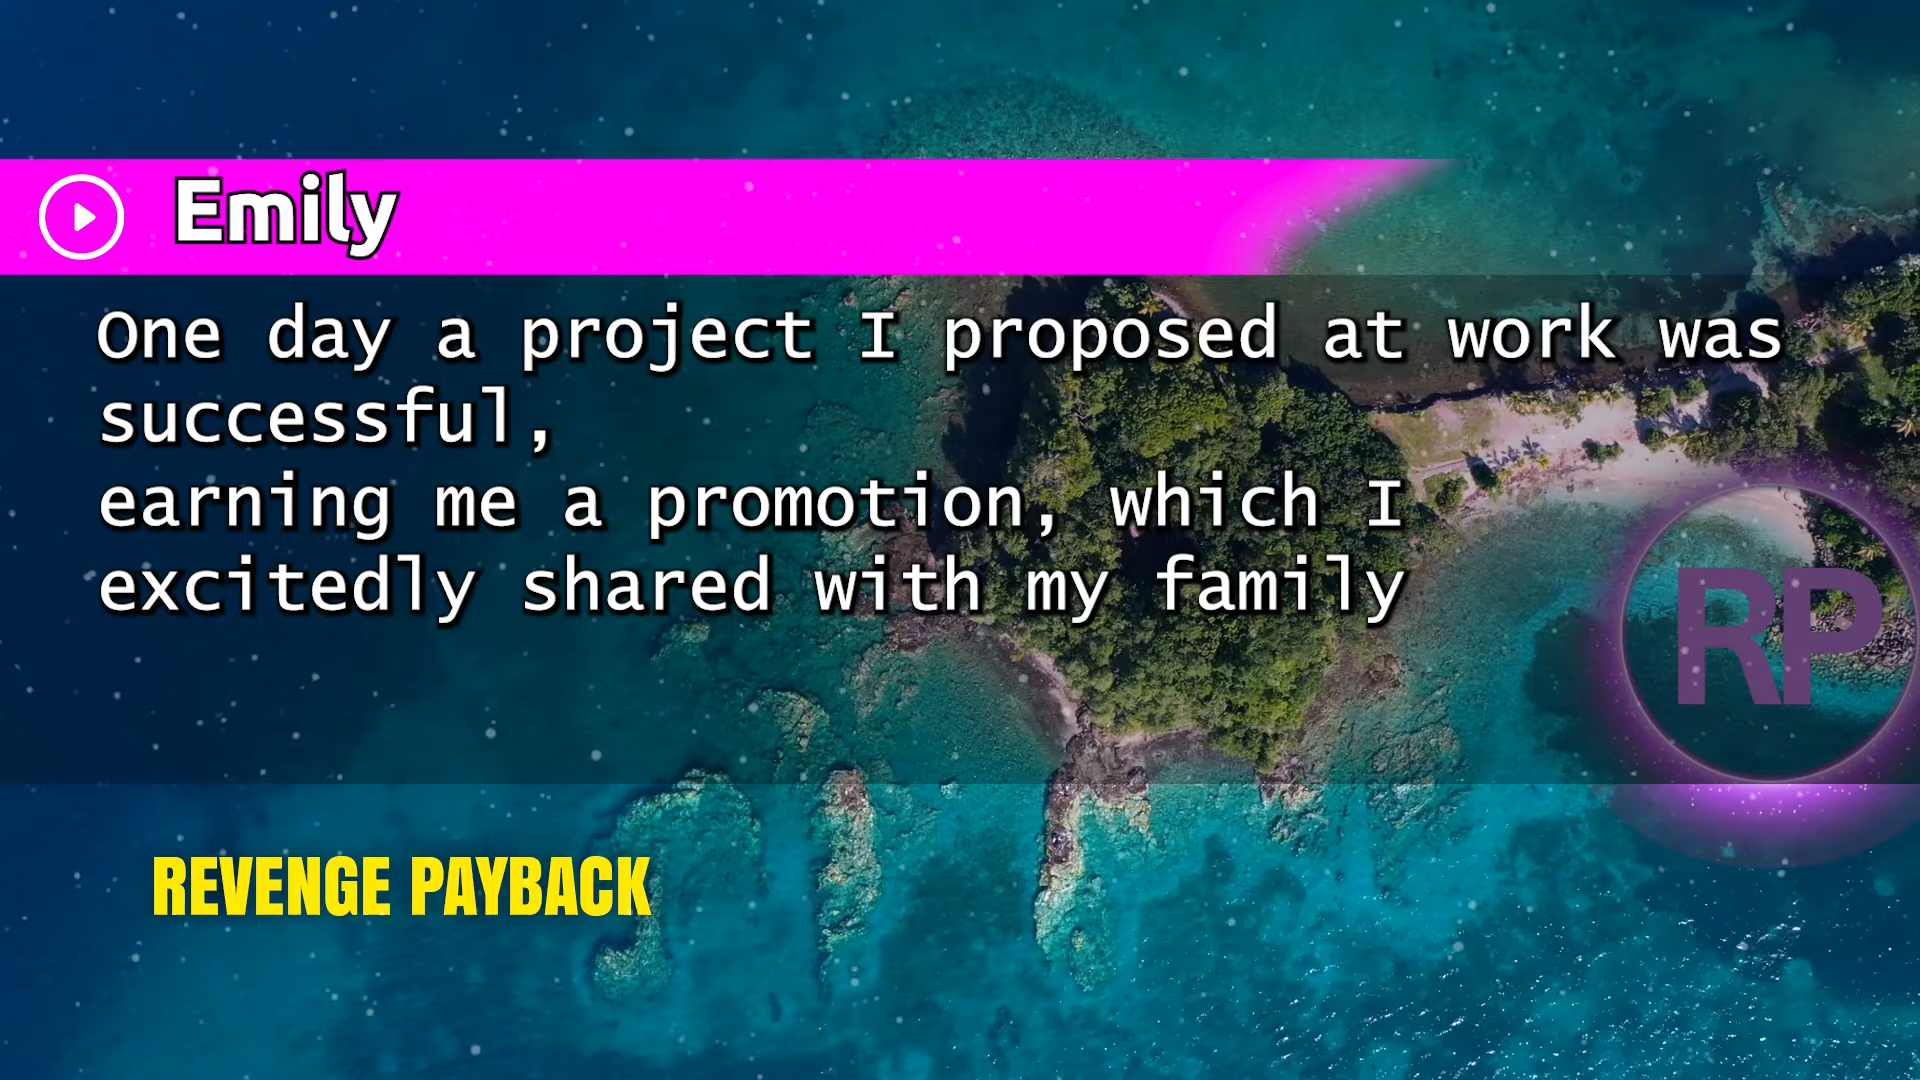 Emily
One day a project I proposed at work was
successful,
earning me a promotion, which I
excitedly shared with my family
RP
REVENGE PAYBACK